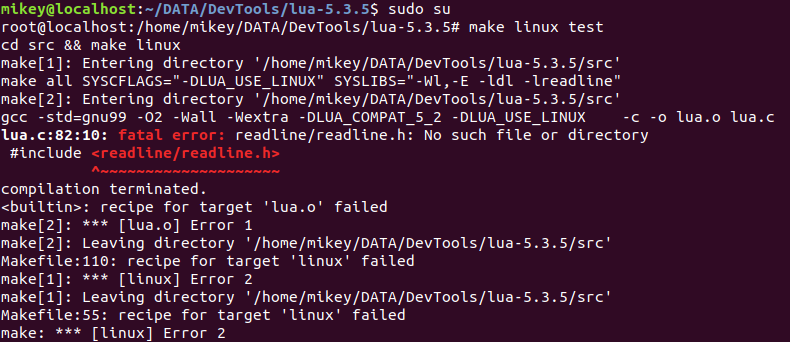 mikey@localhost:~/DATA/DevTools/lua-5.3.5$ sudo su
root@localhost:/home/mikey/DATA/DevTools/lua-5.3.5# make linux test
cd src && make linux
make[1]: Entering directory '/home/mikey/DATA/DevTools/lua-5.3.5/src'
make all SYSCFLAGS="-DLUA_USE_LINUX" SYSLIBS="-Wl,-E -ldl -lreadline"
make[2]: Entering directory '/home/mikey/DATA/DevTools/lua-5.3.5/src'
gcc -std=gnu99 -O2 -Wall -Wextra -DLUA_COMPAT_5_2 -DLUA_USE_LINUX    -c -o lua.o lua.c
lua.c:82:10: fatal error: readline/readline.h: No such file or directory
 #include <readline/readline.h>
          ^~~~~~~~~~~~~~~~~~~~~
compilation terminated.
<builtin>: recipe for target 'lua.o' failed
make[2]: *** [lua.o] Error 1
make[2]: Leaving directory '/home/mikey/DATA/DevTools/lua-5.3.5/src'
Makefile:110: recipe for target 'linux' failed
make[1]: *** [linux] Error 2
make[1]: Leaving directory '/home/mikey/DATA/DevTools/lua-5.3.5/src'
Makefile:55: recipe for target 'linux' failed
make: *** [linux] Error 2